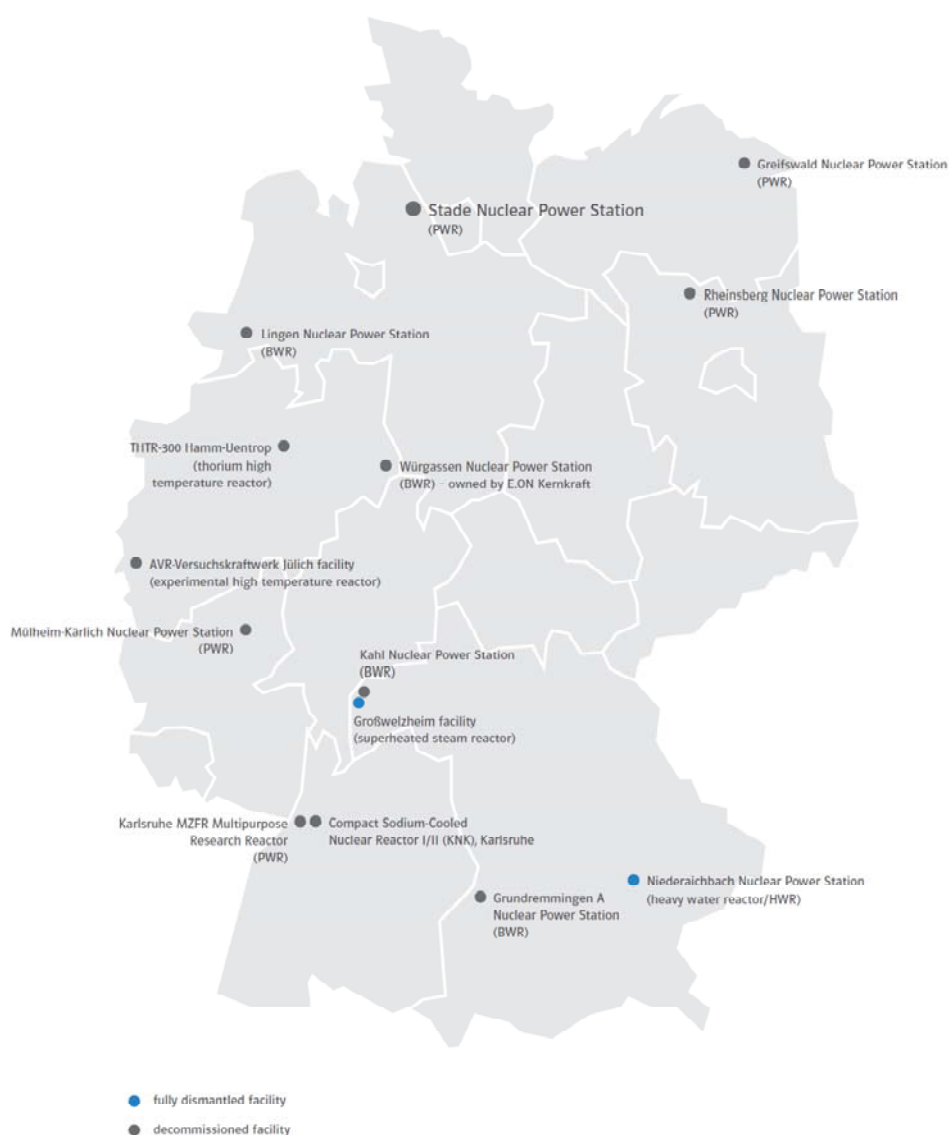 Greifswald Nuclear Power Station
(PWR)
Stade Nuclear Power Station
(PWR)
Rheinsberg Nuclear Power Station
(PWR)
Lingen Nuclear Power Station
(BWR)
THTR-300 Hamm-Uentrop
(thorium high
temperature reactor)
Würgassen Nuclear Power Station
(BWR) – owned by E.ON Kernkraft
AVR-Versuchskraftwerk Jülich facility
(experimental high temperature reactor)
Mülheim-Kärlich Nuclear Power Station
(PWR)
Kahl Nuclear Power Station
(BWR)
Großwelzheim facility
(superheated steam reactor)
Karlsruhe MZFR Multipurpose
Research Reactor
(PWR)
Compact Sodium-Cooled
Nuclear Reactor I/II (KNK), Karlsruhe
Niederaichbach Nuclear Power Station
(heavy water reactor/HWR)
Grundremmingen A
Nuclear Power Station
(BWR)
fully dismantled facility
decommissioned facility